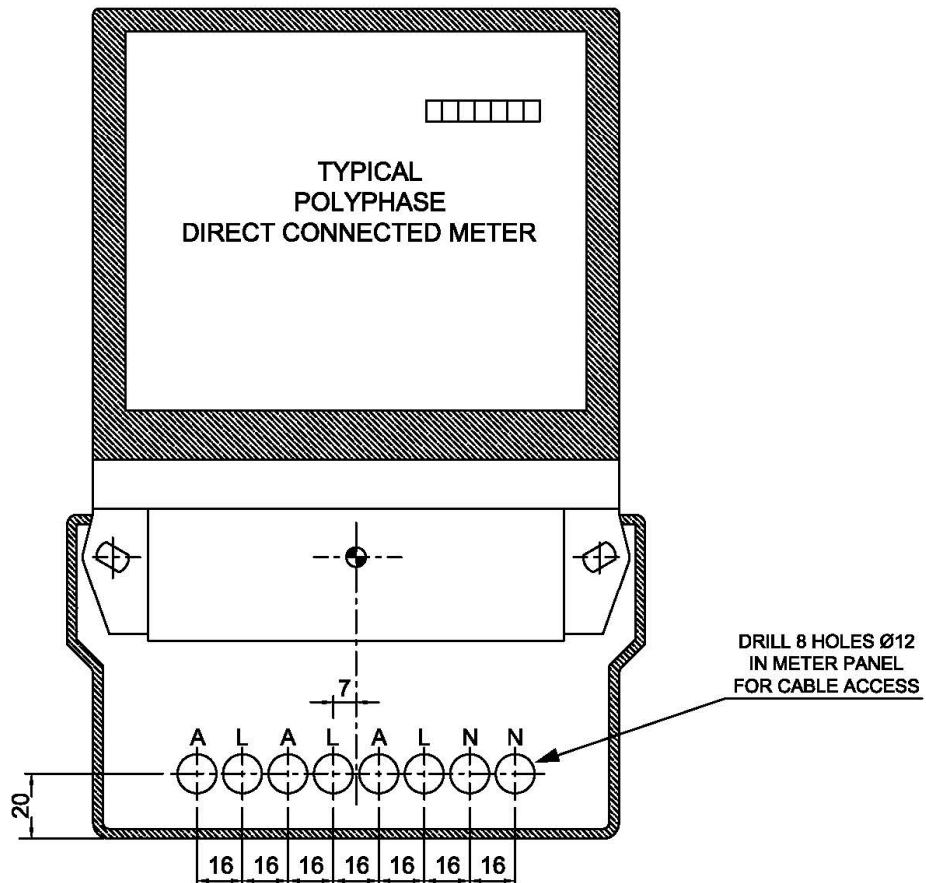 TYPICAL
POLYPHASE
DIRECT CONNECTED METER
DRILL 8 HOLES Ø12
IN METER PANEL
FOR CABLE ACCESS
7
A L A L A L N N
20
16 16 16 16 16 16 16